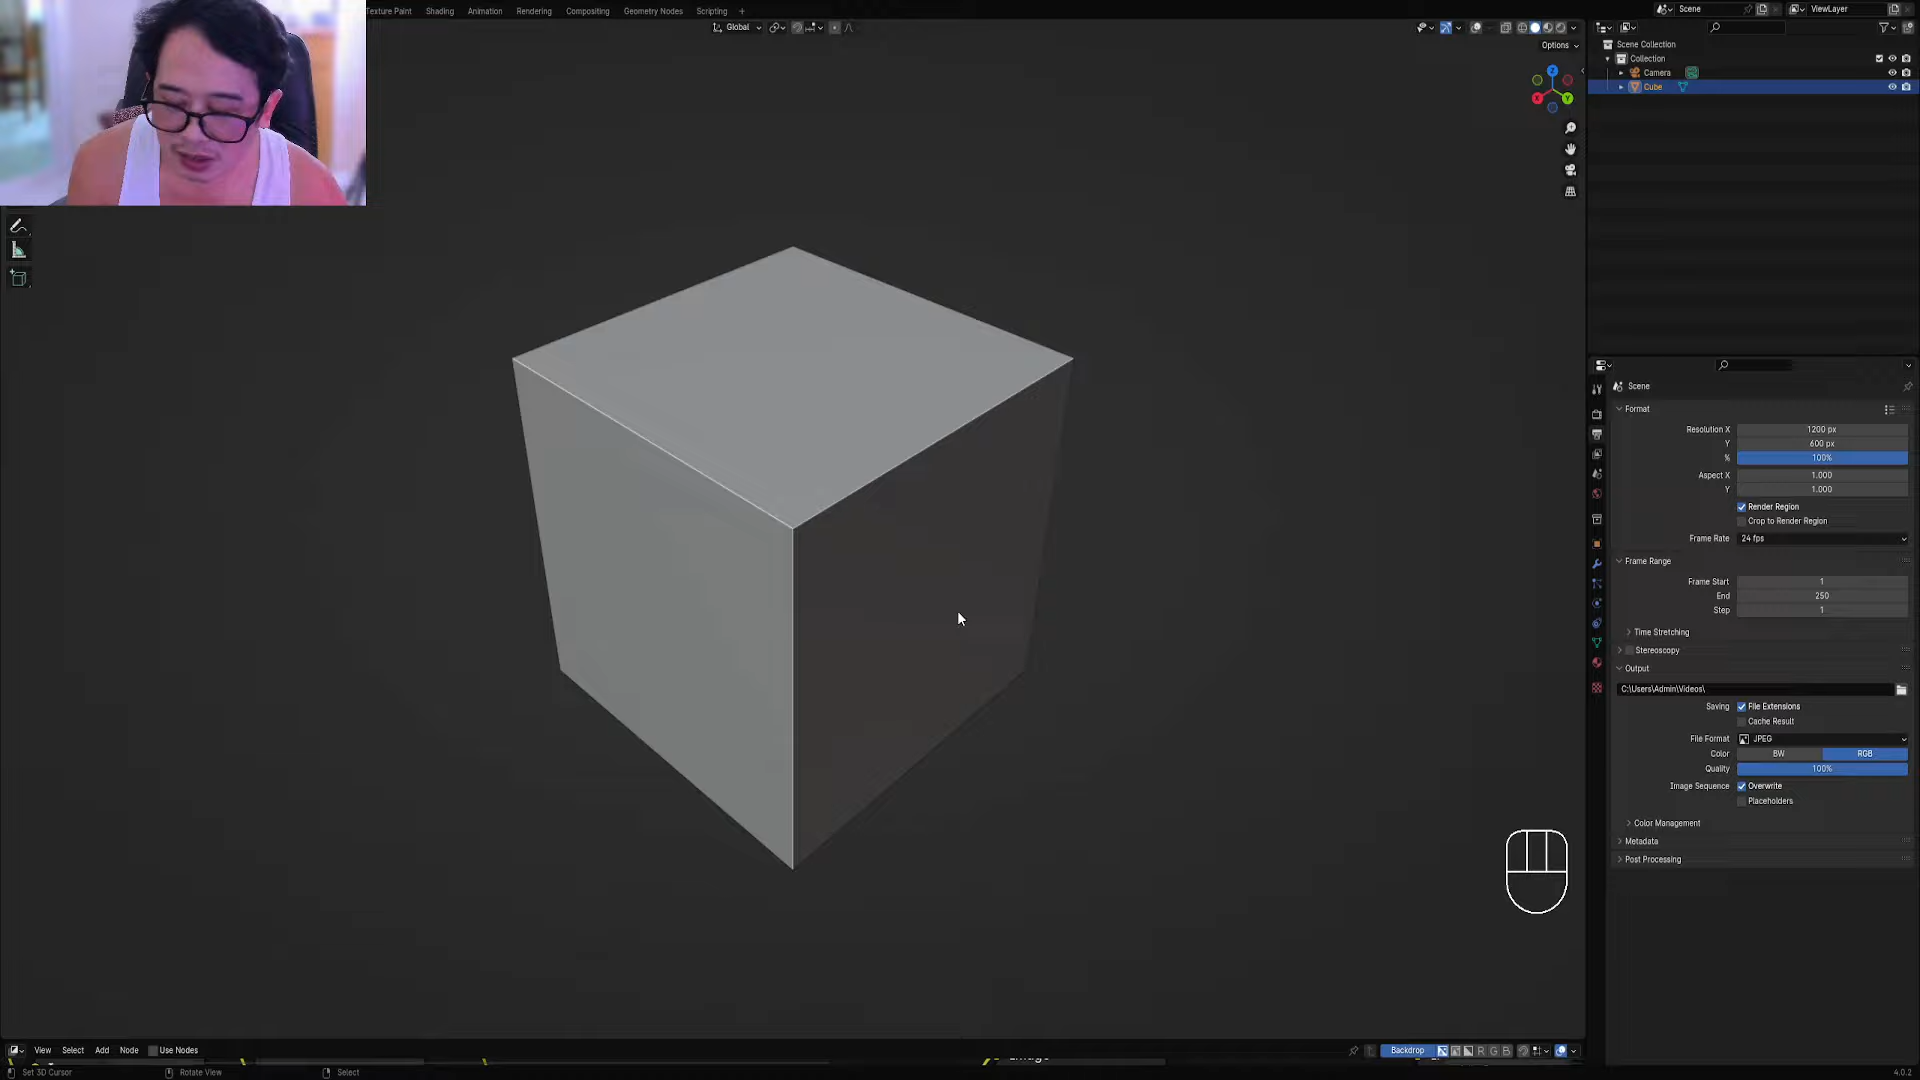 Texture Paint
Shading
Animation
Rendering
Compositing
Geometry Nodes
Scripting
+
Scene
ViewLayer
Global
Options
Z
X
Y
Scene Collection
Collection
Camera
Cube
Scene
Format
Resolution X
1200 px
Y
600 px
%
100%
Aspect X
1.000
Y
1.000
Render Region
Crop to Render Region
Frame Rate
24 fps
Frame Range
Frame Start
1
End
250
Step
1
Time Stretching
Stereoscopy
Output
C:\Users\Admin\Videos\
Saving
File Extensions
Cache Result
File Format
JPEG
Color
BW
RGB
Quality
100%
Image Sequence
Overwrite
Placeholders
Color Management
Metadata
Post Processing
View
Select
Add
Node
Use Nodes
Backdrop
R
G
B
Set 3D Cursor
Rotate View
Select
4.0.2